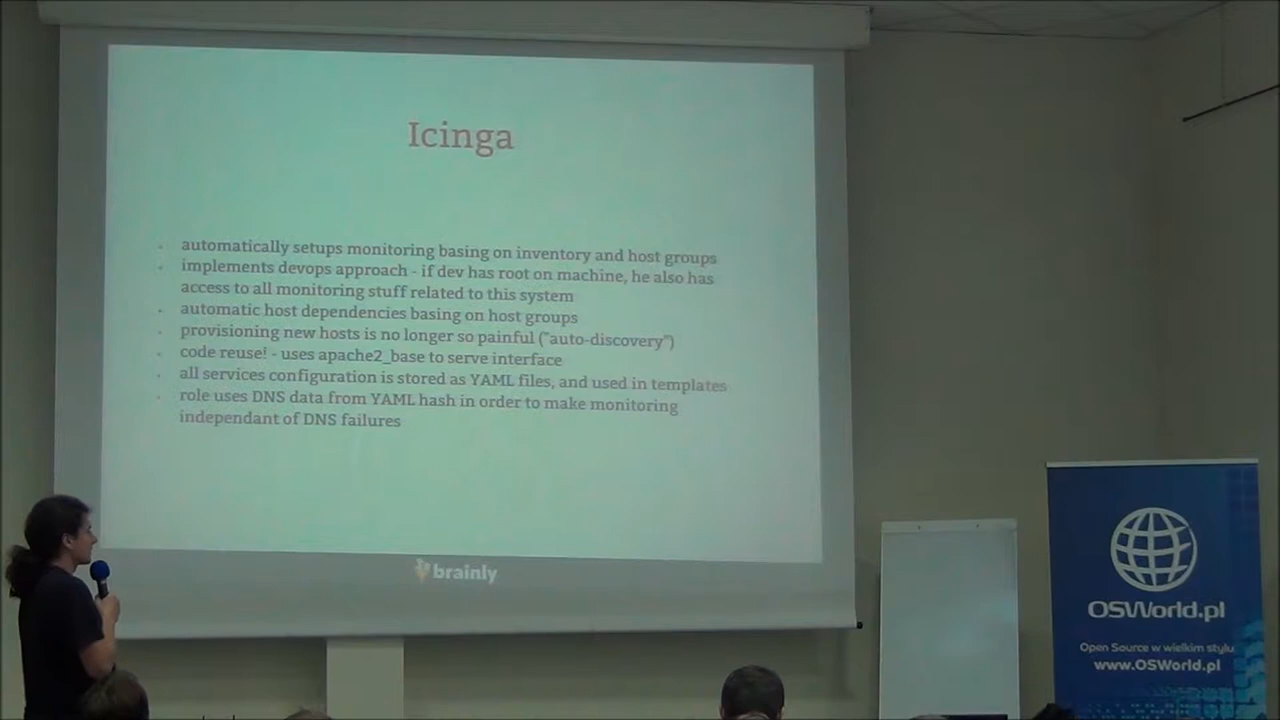 Icinga
automatically setups monitoring basing on inventory and host groups
implements devops approach - if dev has root on machine, he also has
access to all monitoring stuff related to this system
automatic host dependencies basing on host groups
provisioning new hosts is no longer so painful ("auto-discovery")
code reuse! - uses apache2_base to serve interface
all services configuration is stored as YAML files, and used in templates
role uses DNS data from YAML hash in order to make monitoring
independant of DNS failures
brainly
OSWorld.pl
Open Source w wielkim stylu
www.OSWorld.pl